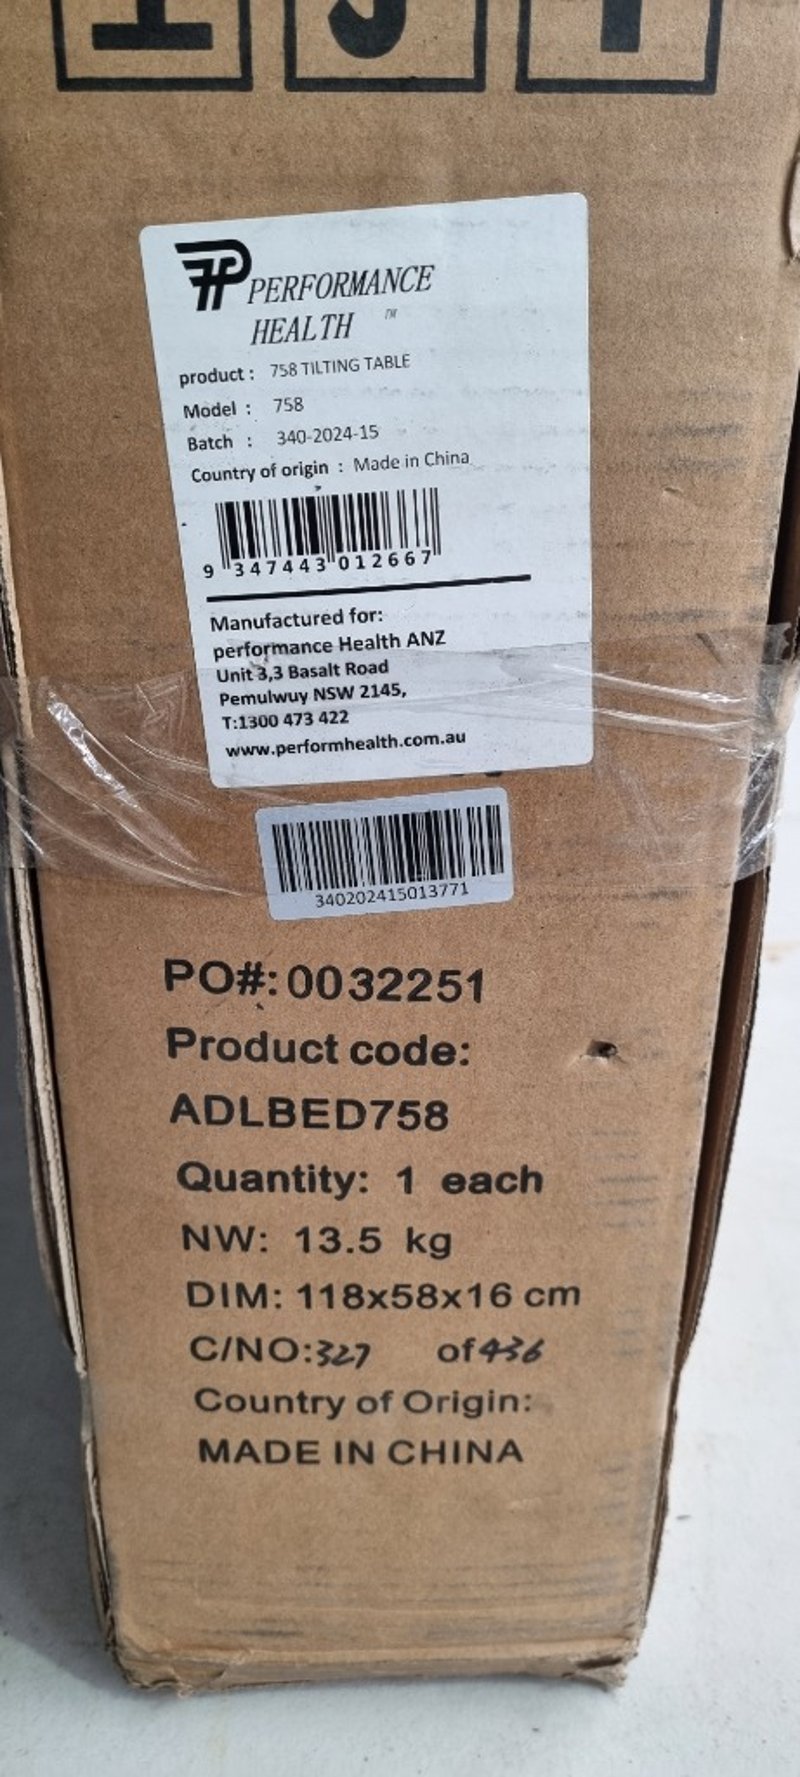 PERFORMANCE
HEALTH ™
product : 758 TILTING TABLE
Model : 758
Batch : 340-2024-15
Country of origin : Made in China
9 347443 012667
Manufactured for:
performance Health ANZ
Unit 3,3 Basalt Road
Pemulwuy NSW 2145,
T:1300 473 422
www.performhealth.com.au
340202415013771
PO#:0032251
Product code:
ADLBED758
Quantity: 1 each
NW: 13.5 kg
DIM: 118x58x16 cm
C/NO:327 of 436
Country of Origin:
MADE IN CHINA